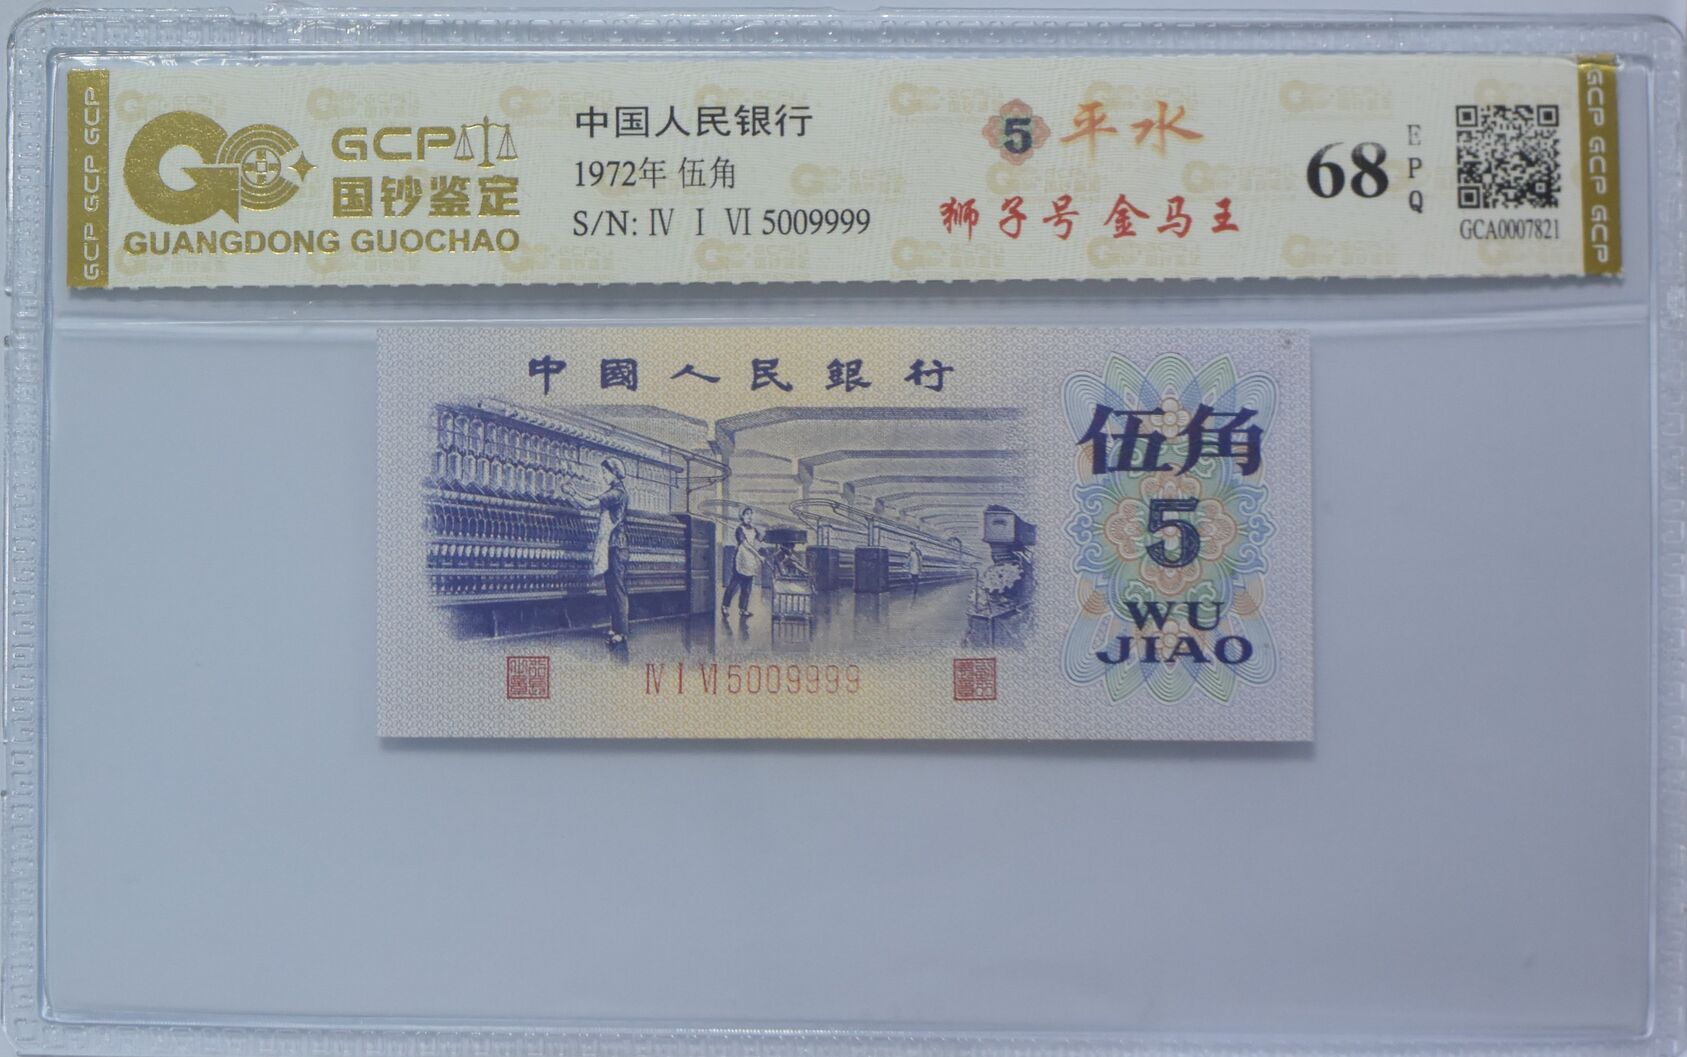 GCP GCP GCP
GCP
国钞鉴定
GUANGDONG GUOCHAO
中国人民银行
1972年 伍角
S/N: Ⅳ Ⅰ Ⅵ 5009999
5 平水
狮子号 金马王
68
EPQ
GCA0007821
GCP GCP GCP
中國人民銀行
伍角
5
WU
JIAO
Ⅳ Ⅰ Ⅵ 5009999